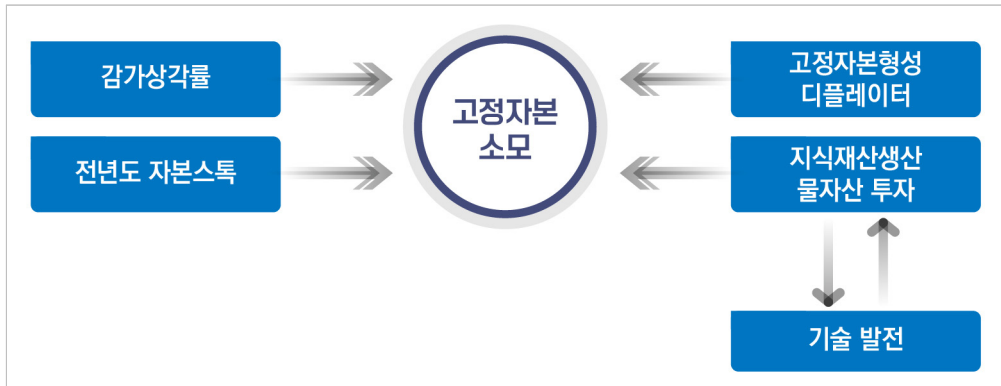 감가상각률
전년도 자본스톡
고정자본
소모
고정자본형성
디플레이터
지식재산생산
물자산 투자
기술 발전